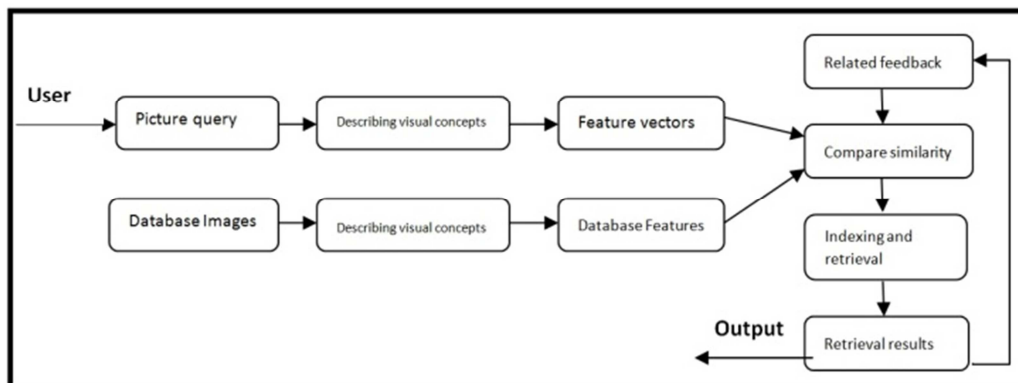 User
Picture query
Describing visual concepts
Feature vectors
Database Images
Describing visual concepts
Database Features
Related feedback
Compare similarity
Indexing and
retrieval
Output
Retrieval results